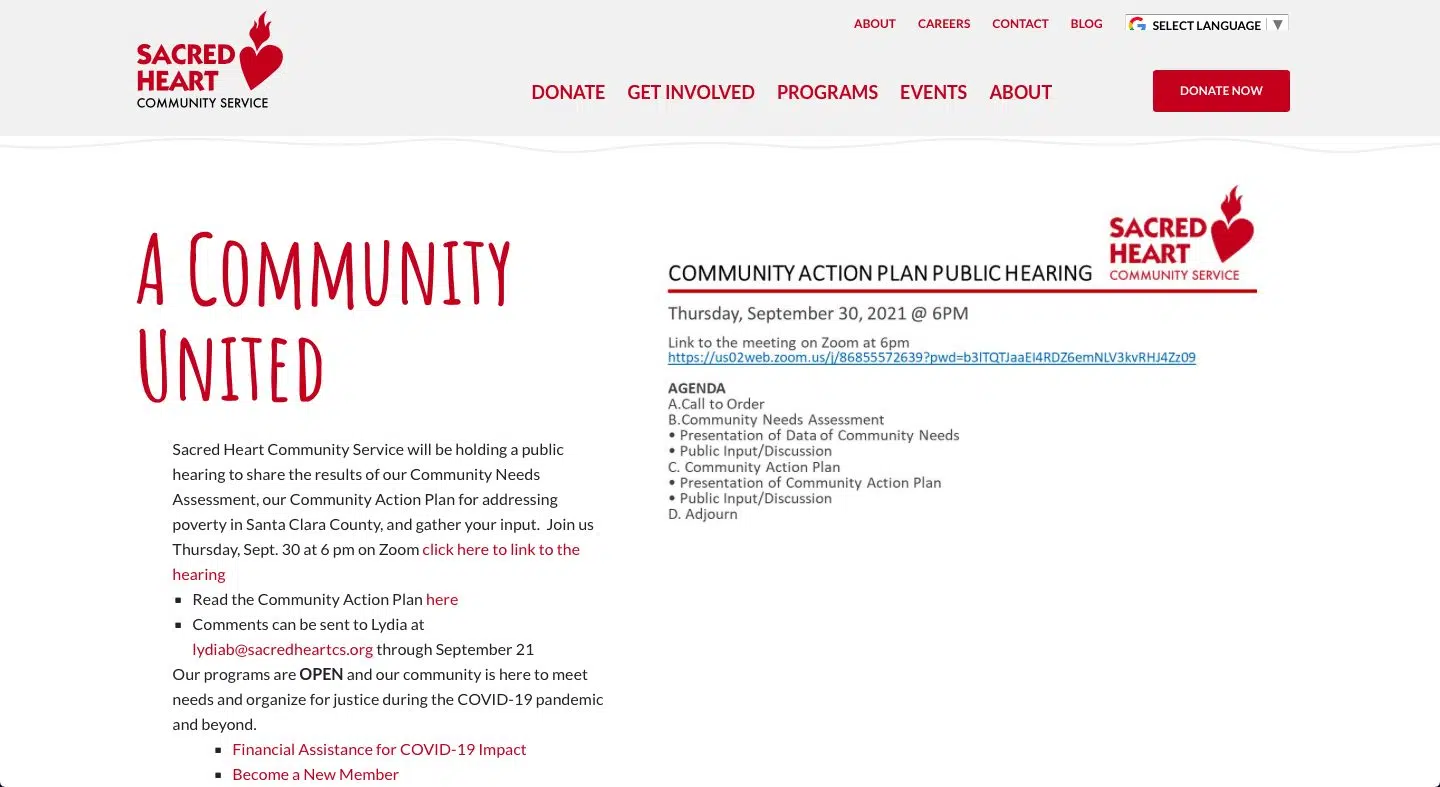 SACRED
HEART
COMMUNITY SERVICE
ABOUT CAREERS CONTACT BLOG SELECT LANGUAGE ▼
DONATE GET INVOLVED PROGRAMS EVENTS ABOUT
DONATE NOW
A Community
United
Sacred Heart Community Service will be holding a public
hearing to share the results of our Community Needs
Assessment, our Community Action Plan for addressing
poverty in Santa Clara County, and gather your input. Join us
Thursday, Sept. 30 at 6 pm on Zoom click here to link to the
hearing
▪ Read the Community Action Plan here
▪ Comments can be sent to Lydia at
lydiab@sacredheartcs.org through September 21
Our programs are OPEN and our community is here to meet
needs and organize for justice during the COVID-19 pandemic
and beyond.
▪ Financial Assistance for COVID-19 Impact
▪ Become a New Member
SACRED
HEART
COMMUNITY SERVICE
COMMUNITY ACTION PLAN PUBLIC HEARING
Thursday, September 30, 2021 @ 6PM
Link to the meeting on Zoom at 6pm
https://us02web.zoom.us/j/86855572639?pwd=b3lTQTJaaEI4RDZ6emNLV3kvRHJ4Zz09
AGENDA
A.Call to Order
B.Community Needs Assessment
• Presentation of Data of Community Needs
• Public Input/Discussion
C. Community Action Plan
• Presentation of Community Action Plan
• Public Input/Discussion
D. Adjourn